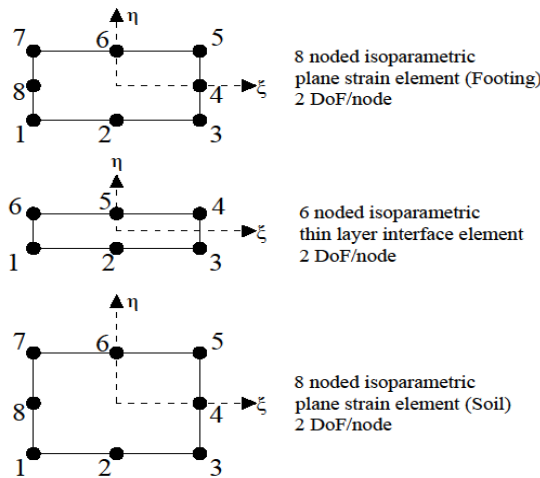 η
7 6 5
8 4 ξ
1 2 3
8 noded isoparametric
plane strain element (Footing)
2 DoF/node
η
6 5 4
ξ
1 2 3
6 noded isoparametric
thin layer interface element
2 DoF/node
η
7 6 5
8 4 ξ
1 2 3
8 noded isoparametric
plane strain element (Soil)
2 DoF/node